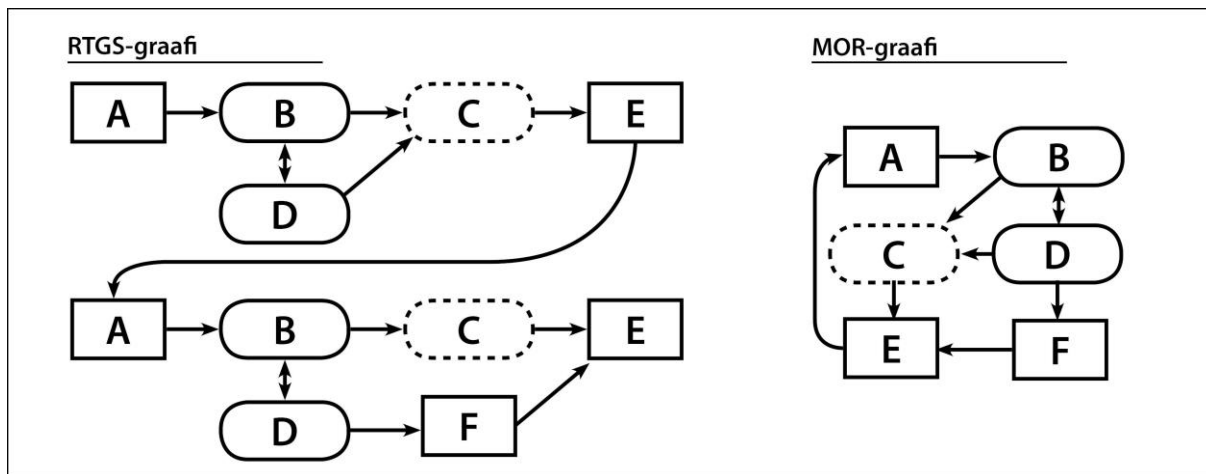 RTGS-graafi
A B C E
D
A B C E
D F
MOR-graafi
A B
C D
E F